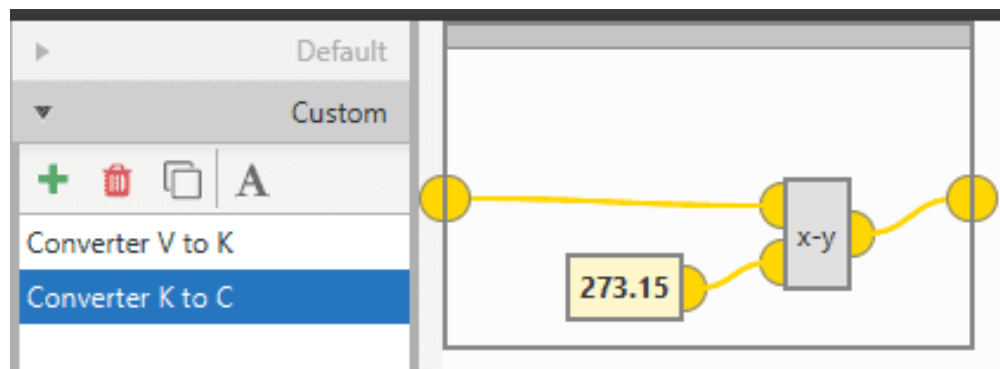 Default
Custom
A
Converter V to K
Converter K to C
x-y
273.15